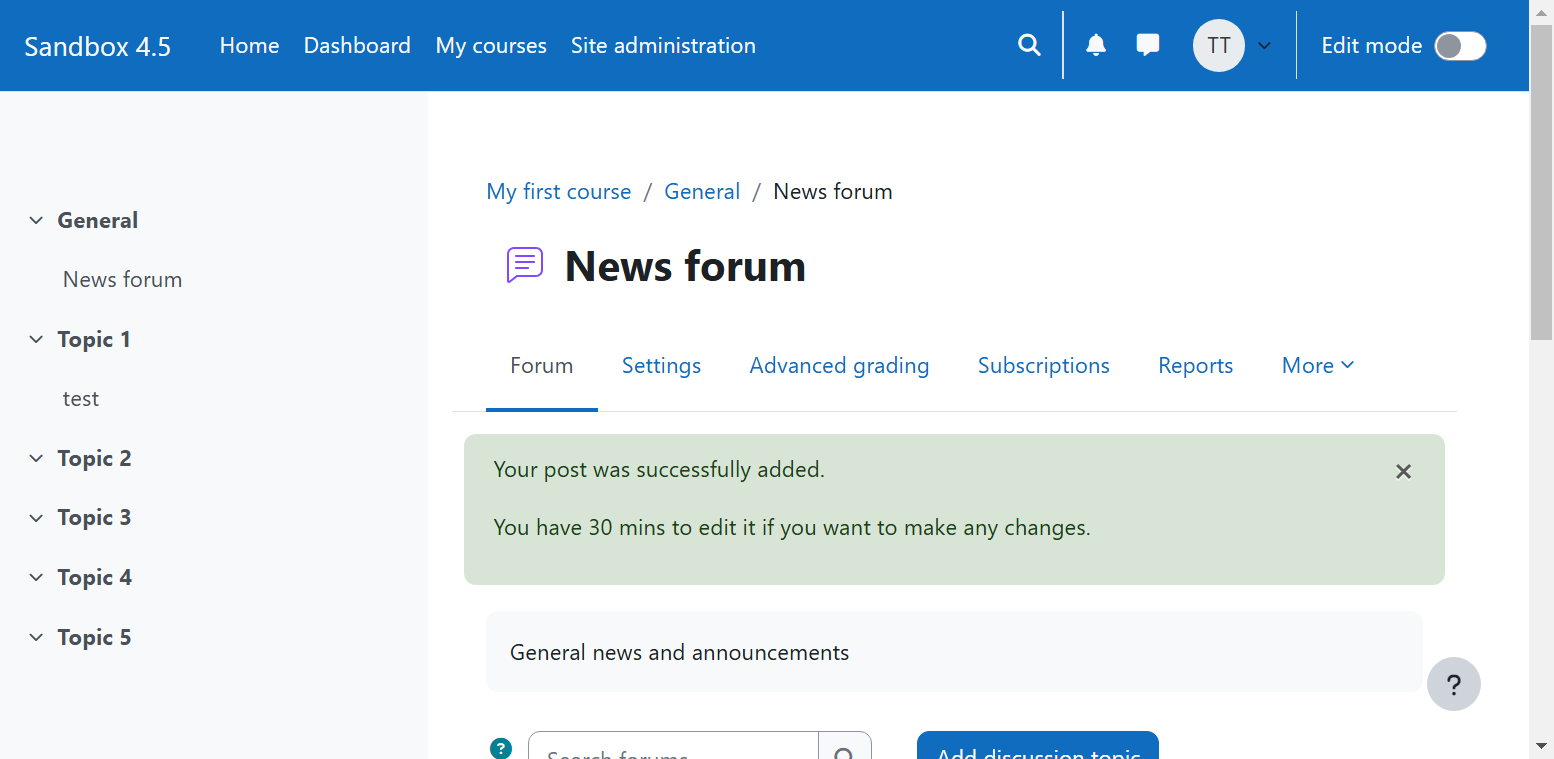 Sandbox 4.5 Home Dashboard My courses Site administration TT Edit mode
General
News forum
Topic 1
test
Topic 2
Topic 3
Topic 4
Topic 5
My first course / General / News forum
News forum
Forum Settings Advanced grading Subscriptions Reports More
Your post was successfully added.
You have 30 mins to edit it if you want to make any changes.
General news and announcements
?
? Search forums Add discussion topic